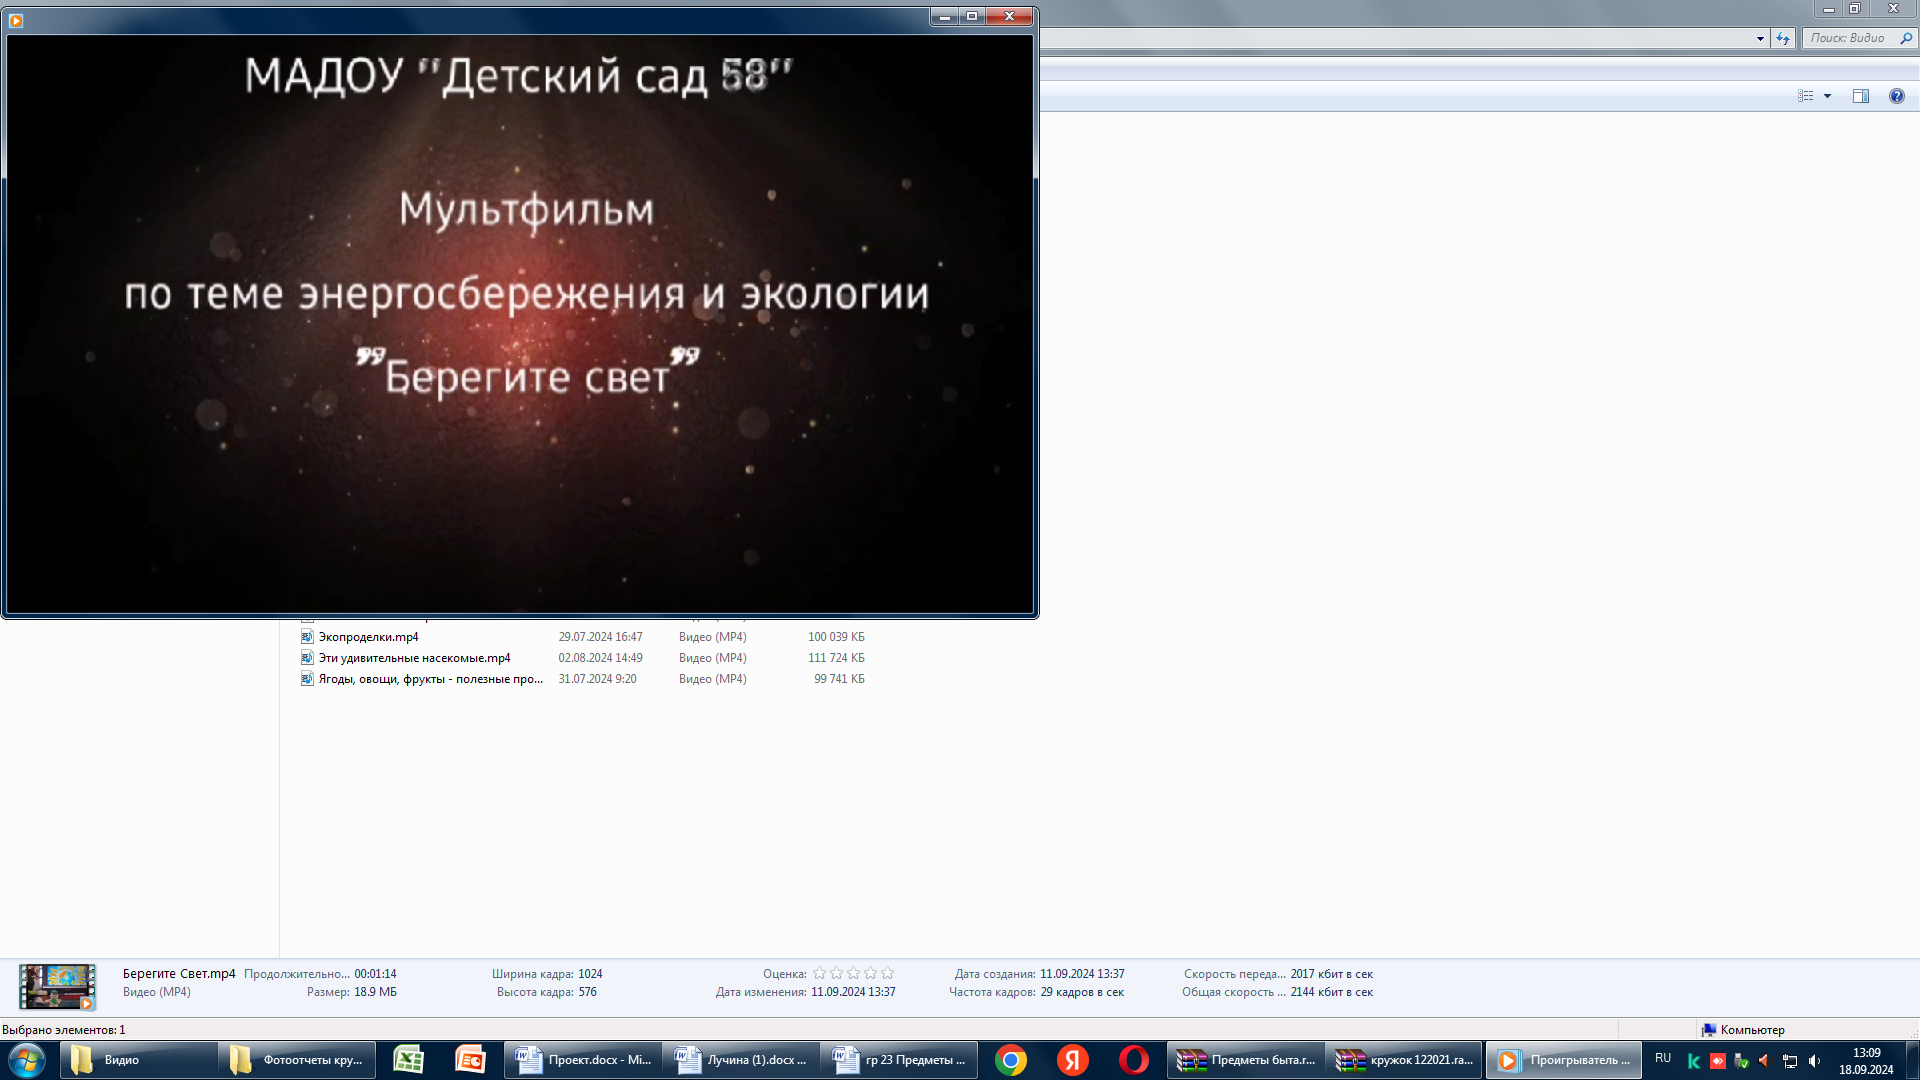 Поиск: Видио
МАДОУ "Детский сад 58"
Мультфильм
по теме энергосбережения и экологии
"Берегите свет"
Экопроделки.mp4 29.07.2024 16:47 Видео (MP4) 100 039 КБ
Эти удивительные насекомые.mp4 02.08.2024 14:49 Видео (MP4) 111 724 КБ
Ягоды, овощи, фрукты - полезные про... 31.07.2024 9:20 Видео (MP4) 99 741 КБ
Берегите Свет.mp4 Продолжительно... 00:01:14 Ширина кадра: 1024 Оценка: Дата создания: 11.09.2024 13:37 Скорость переда... 2017 кбит в сек
Видео (MP4) Размер: 18.9 МБ Высота кадра: 576 Дата изменения: 11.09.2024 13:37 Частота кадров: 29 кадров в сек Общая скорость ... 2144 кбит в сек
Выбрано элементов: 1 Компьютер
Видио Фотоотчеты кру... Проект.docx - Mi... Лучина (1).docx ... гр 23 Предметы ... Предметы быта.r... кружок 122021.ra... Проигрыватель ... RU 13:09
18.09.2024